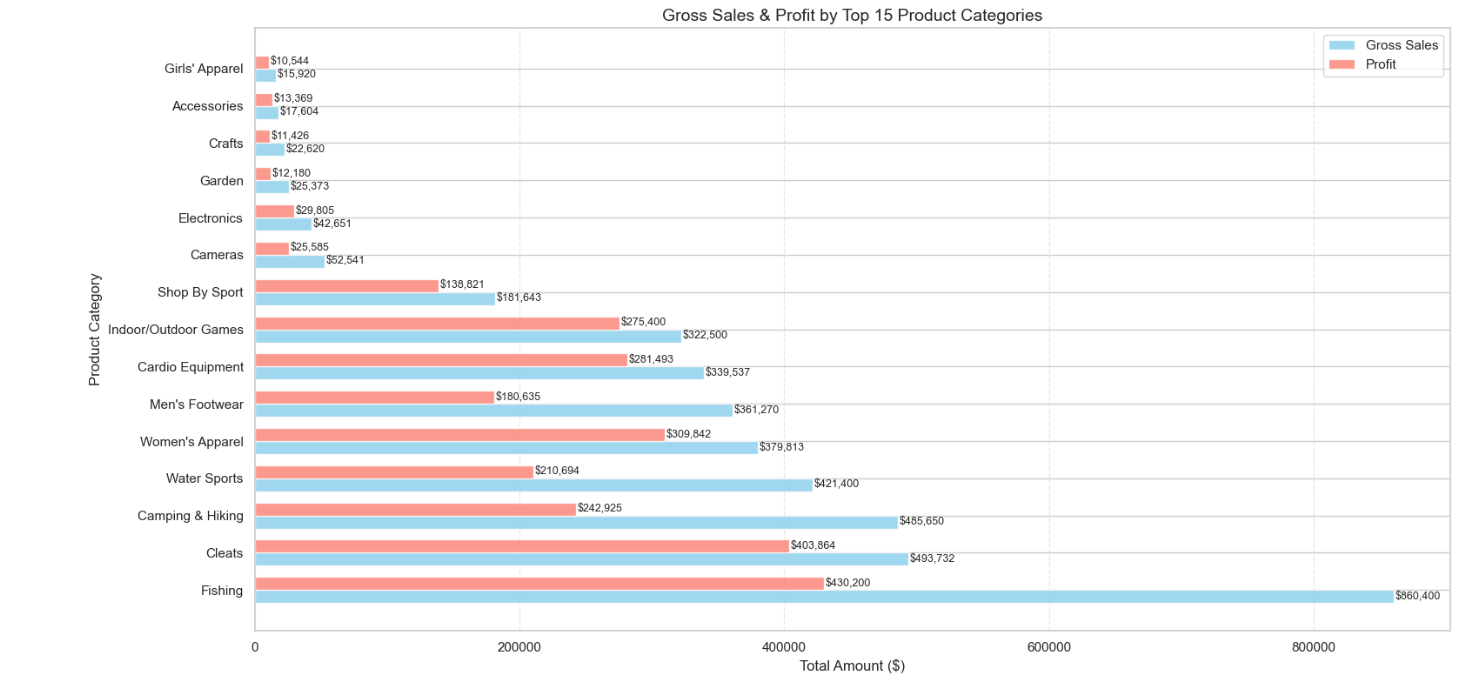 Gross Sales & Profit by Top 15 Product Categories
Gross Sales
Profit
Product Category
Girls' Apparel
$10,544
$15,920
Accessories
$13,369
$17,604
Crafts
$11,426
$22,620
Garden
$12,180
$25,373
Electronics
$29,805
$42,651
Cameras
$25,585
$52,541
Shop By Sport
$138,821
$181,643
Indoor/Outdoor Games
$275,400
$322,500
Cardio Equipment
$281,493
$339,537
Men's Footwear
$180,635
$361,270
Women's Apparel
$309,842
$379,813
Water Sports
$210,694
$421,400
Camping & Hiking
$242,925
$485,650
Cleats
$403,864
$493,732
Fishing
$430,200
$860,400
0 200000 400000 600000 800000
Total Amount ($)